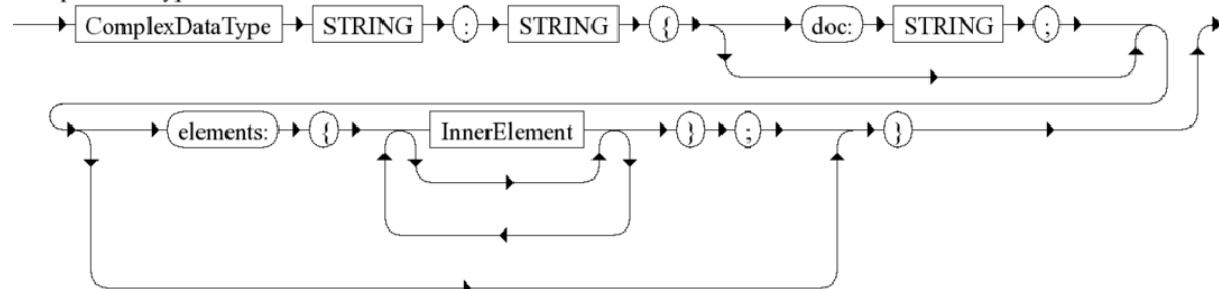 ComplexDataType STRING : STRING { doc: STRING ;
elements: { InnerElement } ; }